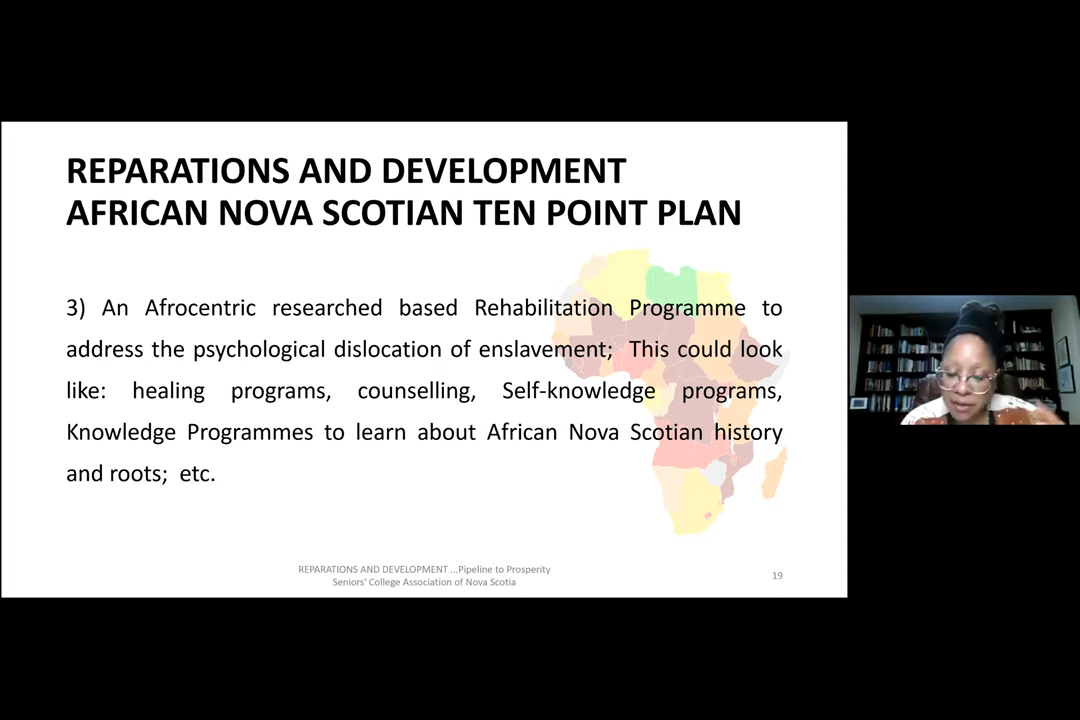 REPARATIONS AND DEVELOPMENT
AFRICAN NOVA SCOTIAN TEN POINT PLAN
3) An Afrocentric researched based Rehabilitation Programme to
address the psychological dislocation of enslavement; This could look
like: healing programs, counselling, Self-knowledge programs,
Knowledge Programmes to learn about African Nova Scotian history
and roots; etc.
REPARATIONS AND DEVELOPMENT ...Pipeline to Prosperity
Seniors' College Association of Nova Scotia
19